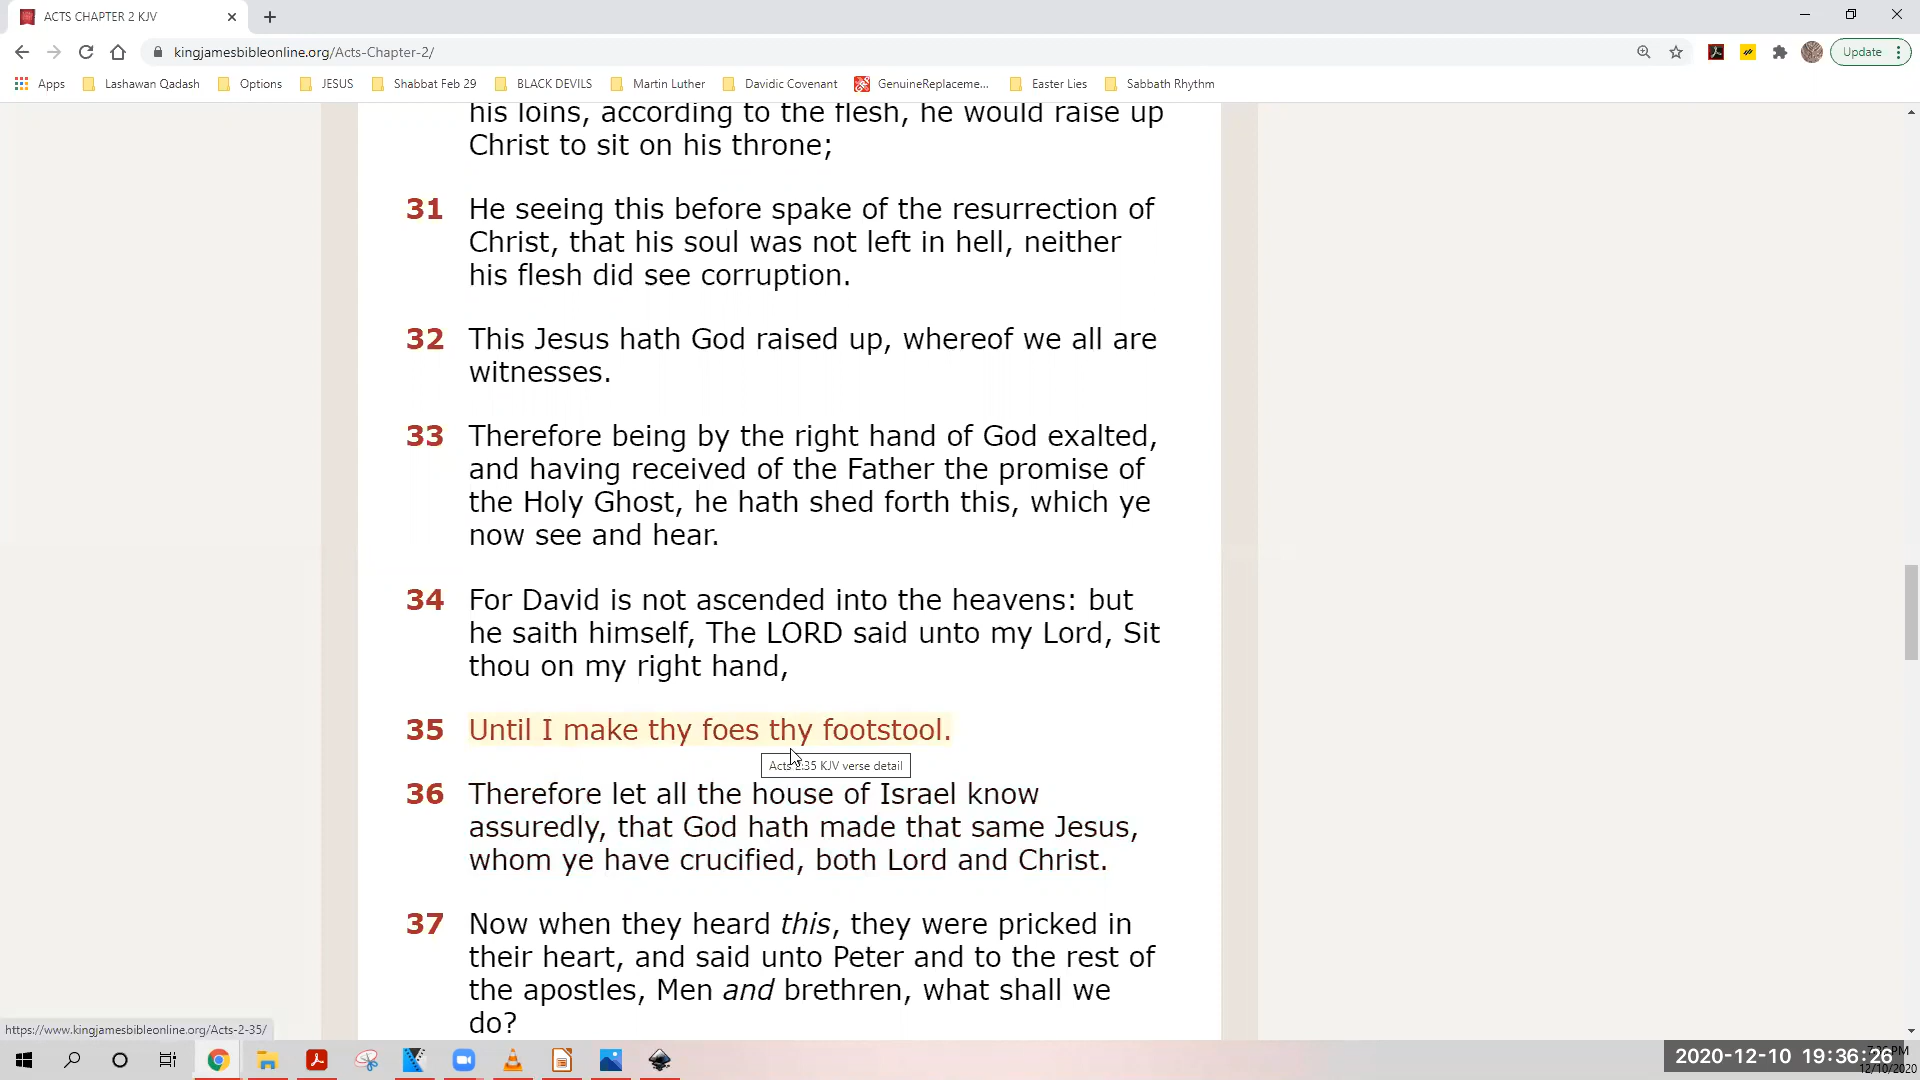 ACTS CHAPTER 2 KJV
kingjamesbibleonline.org/Acts-Chapter-2/
Update
Apps
Lashawan Qadash
Options
JESUS
Shabbat Feb 29
BLACK DEVILS
Martin Luther
Davidic Covenant
GenuineReplaceme...
Easter Lies
Sabbath Rhythm
his loins, according to the flesh, he would raise up
Christ to sit on his throne;
31 He seeing this before spake of the resurrection of
Christ, that his soul was not left in hell, neither
his flesh did see corruption.
32 This Jesus hath God raised up, whereof we all are
witnesses.
33 Therefore being by the right hand of God exalted,
and having received of the Father the promise of
the Holy Ghost, he hath shed forth this, which ye
now see and hear.
34 For David is not ascended into the heavens: but
he saith himself, The LORD said unto my Lord, Sit
thou on my right hand,
35 Until I make thy foes thy footstool.
Acts 2:35 KJV verse detail
36 Therefore let all the house of Israel know
assuredly, that God hath made that same Jesus,
whom ye have crucified, both Lord and Christ.
37 Now when they heard this, they were pricked in
their heart, and said unto Peter and to the rest of
the apostles, Men and brethren, what shall we
do?
https://www.kingjamesbibleonline.org/Acts-2-35/
2020-12-10 19:36:26
12/10/2020